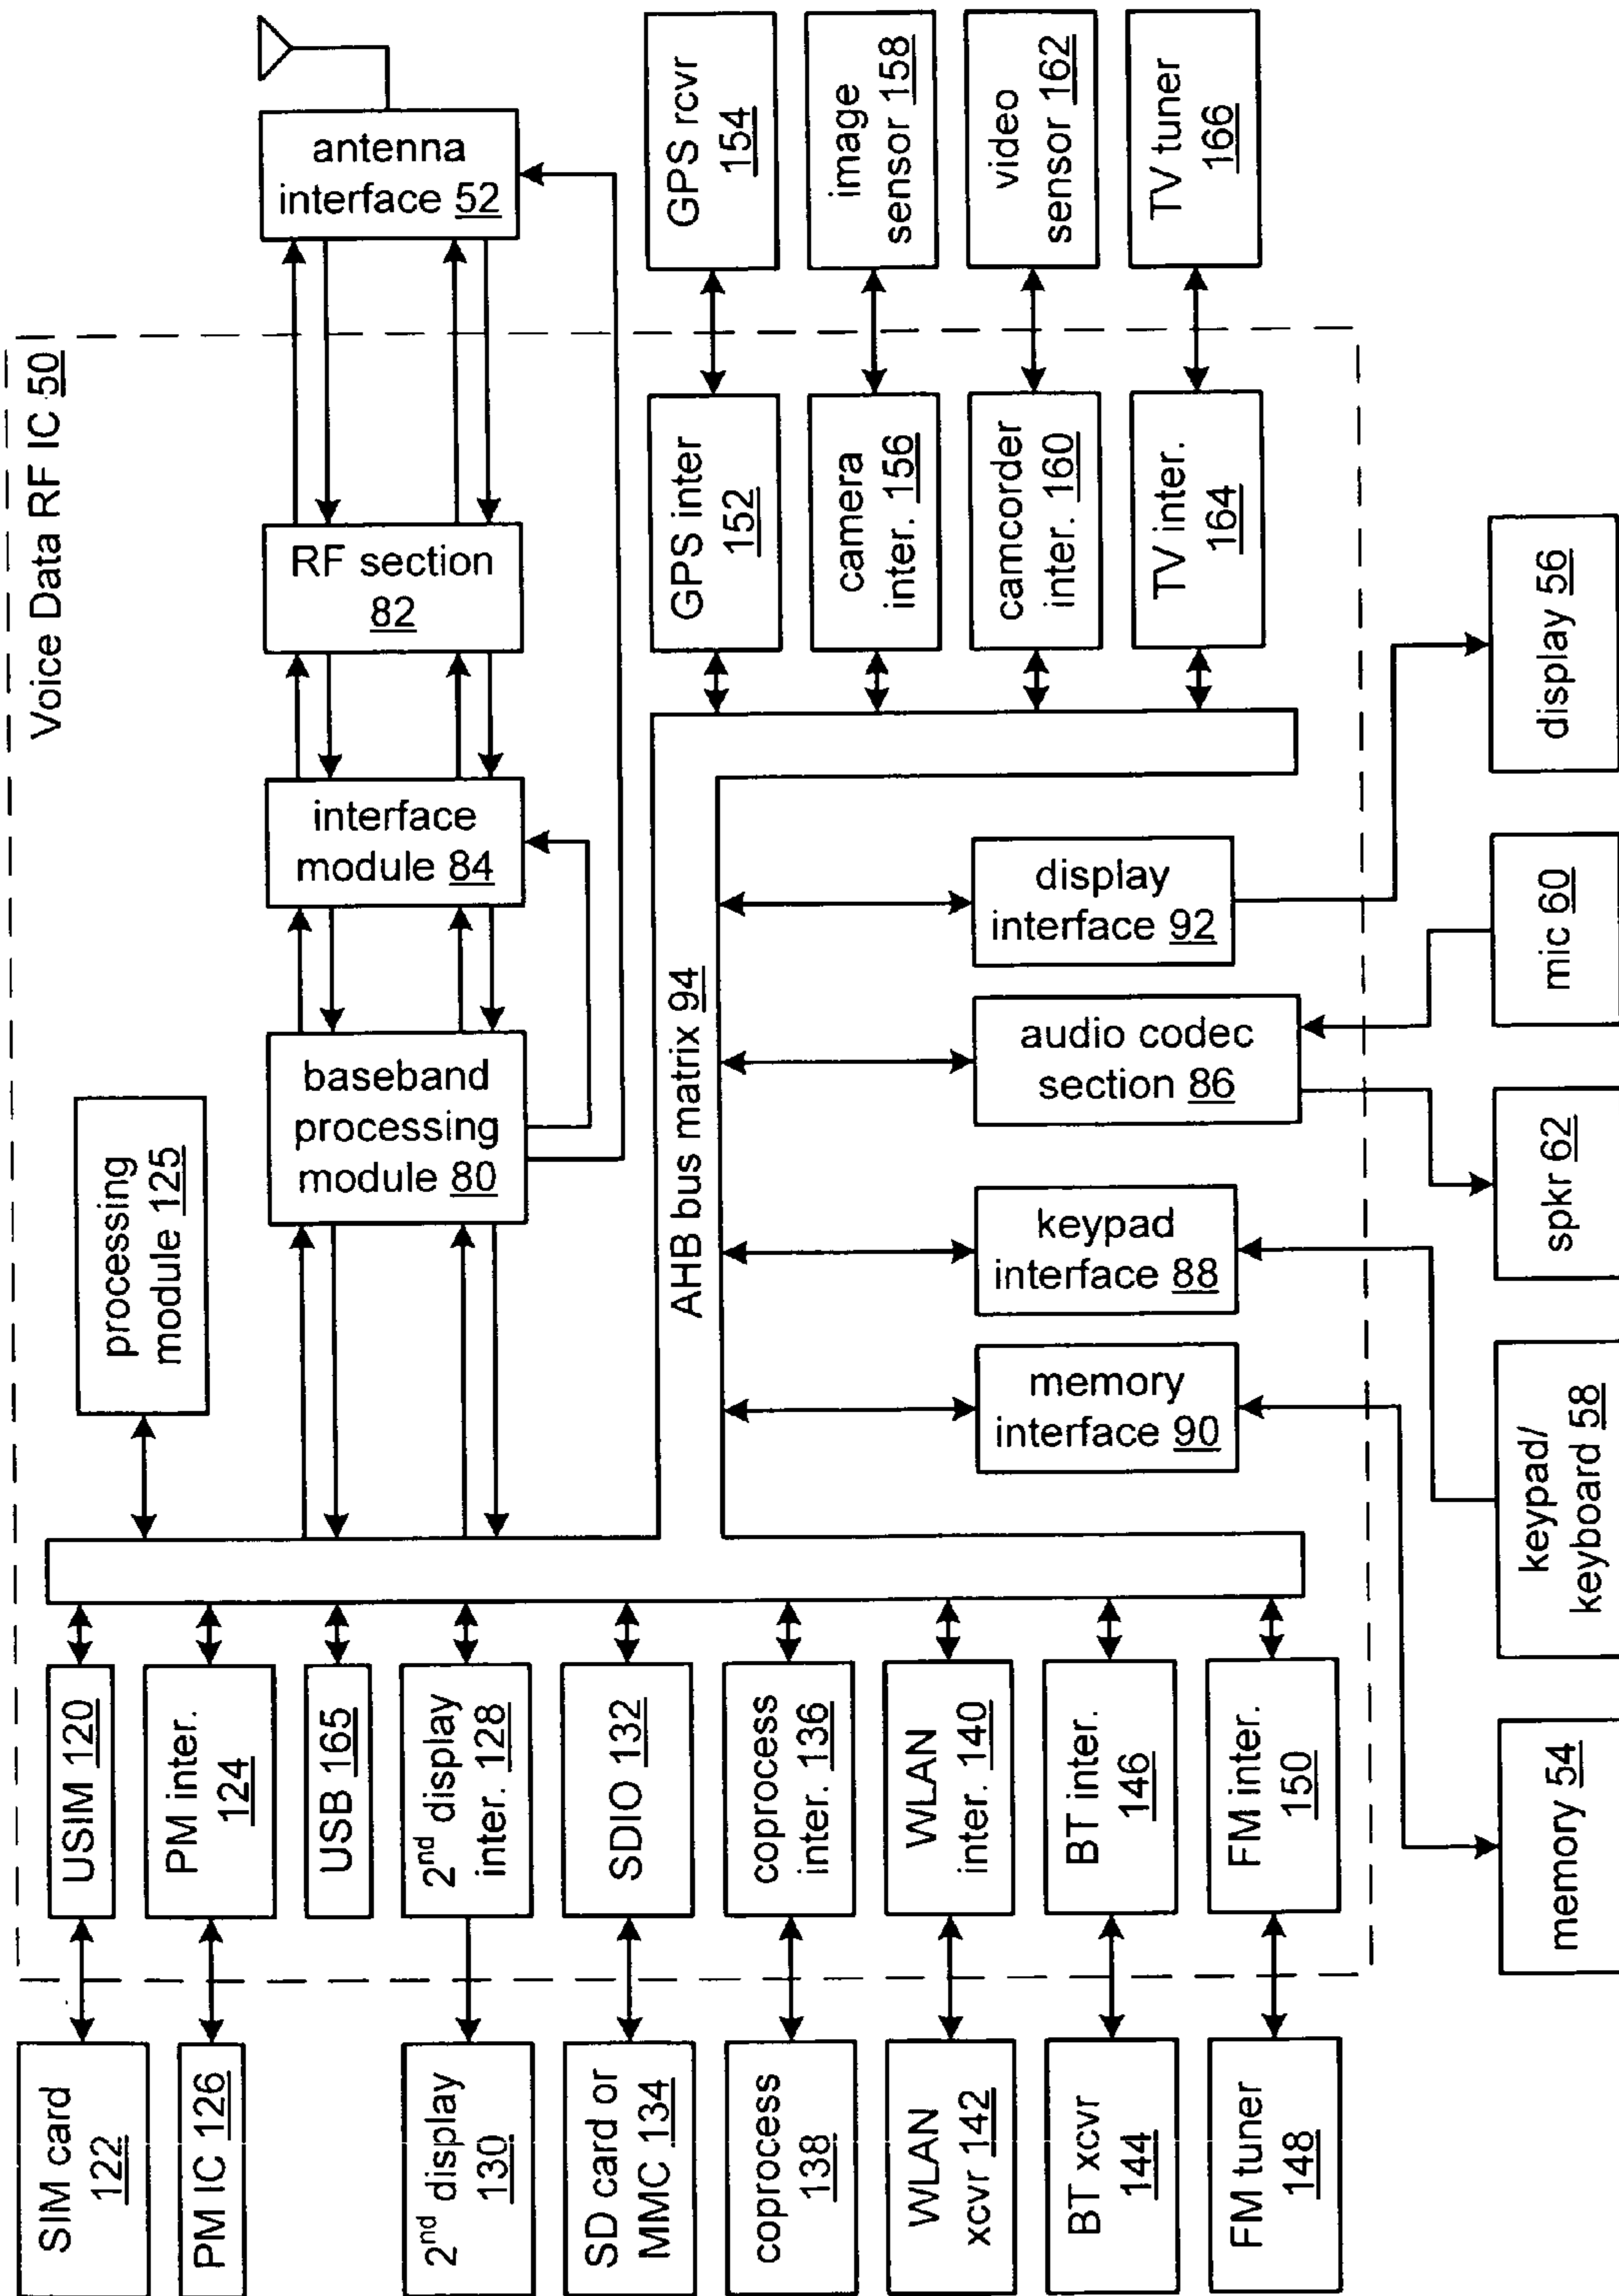 Voice Data RF IC 50
antenna
interface 52
RF section
82
interface
module 84
baseband
processing
module 80
processing
module 125
AHB bus matrix 94
GPS rcvr
154
image
sensor 158
video
sensor 162
TV tuner
166
GPS inter
152
camera
inter. 156
camcorder
inter. 160
TV inter.
164
display
interface 92
audio codec
section 86
keypad
interface 88
memory
interface 90
display 56
mic 60
spkr 62
keypad/
keyboard 58
memory 54
USIM 120
PM inter.
124
USB 165
2nd display
inter. 128
SDIO 132
coprocess
inter. 136
WLAN
inter. 140
BT inter.
146
FM inter.
150
SIM card
122
PM IC 126
2nd display
130
SD card or
MMC 134
coprocess
138
WLAN
xcvr 142
BT xcvr
144
FM tuner
148